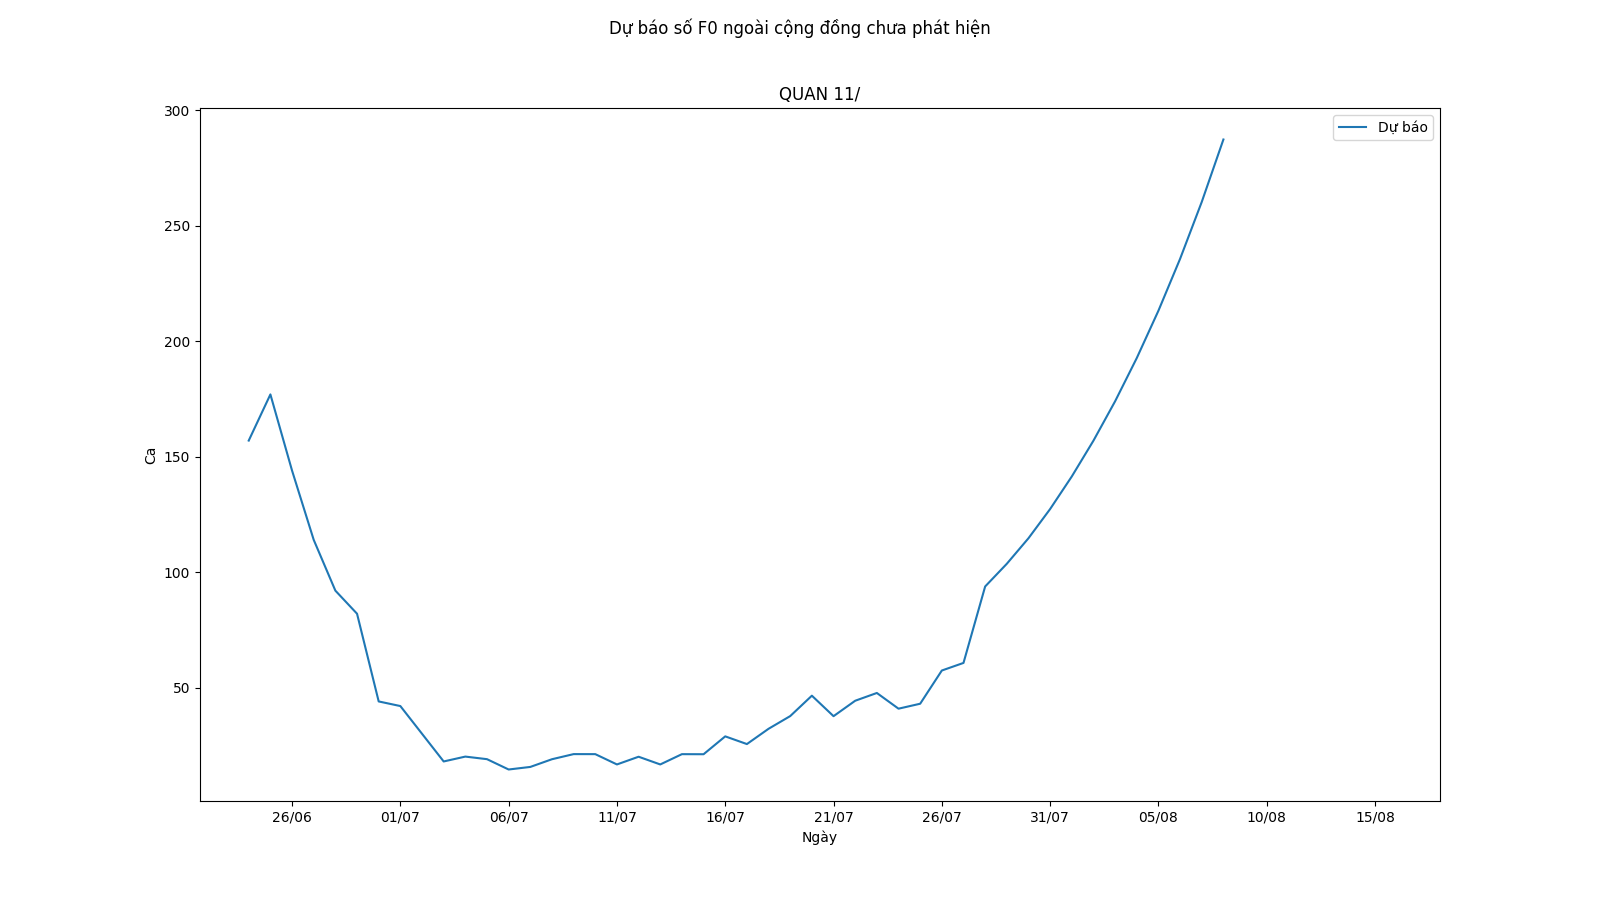 Dự báo số F0 ngoài cộng đồng chưa phát hiện
QUAN 11/
Dự báo
300
250
200
150
100
50
Ca
26/06 01/07 06/07 11/07 16/07 21/07 26/07 31/07 05/08 10/08 15/08
Ngày